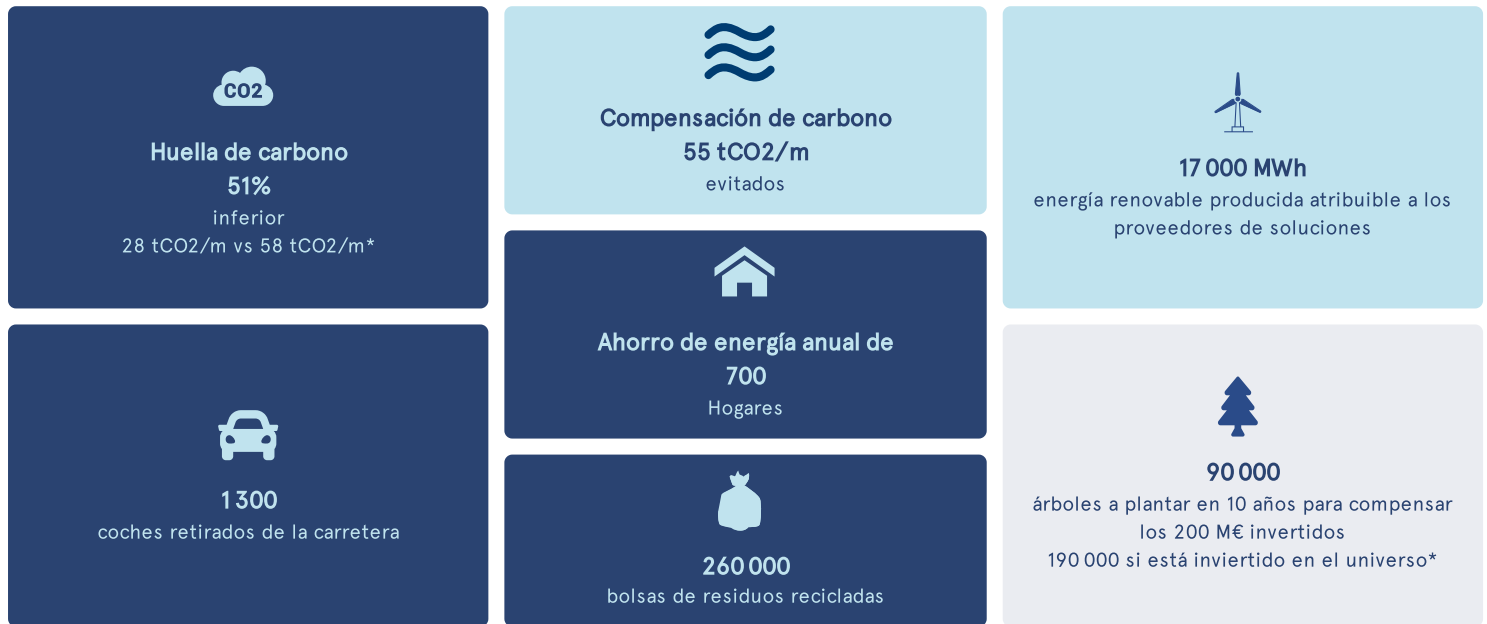 CO2
Huella de carbono
51%
inferior
28 tCO2/m vs 58 tCO2/m*
Compensación de carbono
55 tCO2/m
evitados
17 000 MWh
energía renovable producida atribuible a los
proveedores de soluciones
Ahorro de energía anual de
700
Hogares
1 300
coches retirados de la carretera
260 000
bolsas de residuos recicladas
90 000
árboles a plantar en 10 años para compensar
los 200 M€ invertidos
190 000 si está inviertido en el universo*